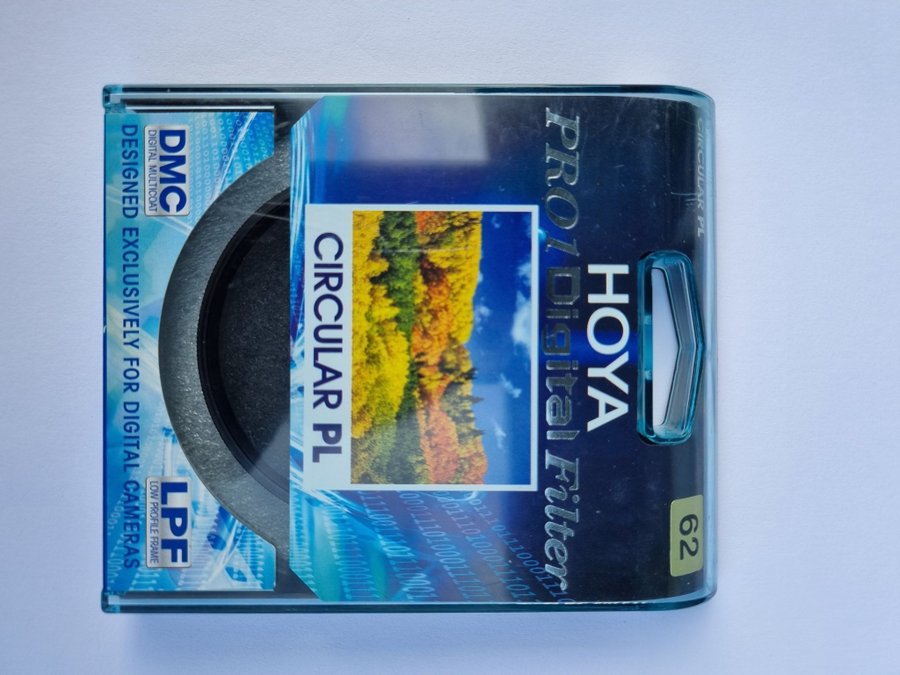 CIRCULAR PL
62
HOYA
PRO1 Digital Filter
CIRCULAR PL
DMC
DIGITAL MULTICOAT
LPF
LOW PROFILE FRAME
DESIGNED EXCLUSIVELY FOR DIGITAL CAMERAS